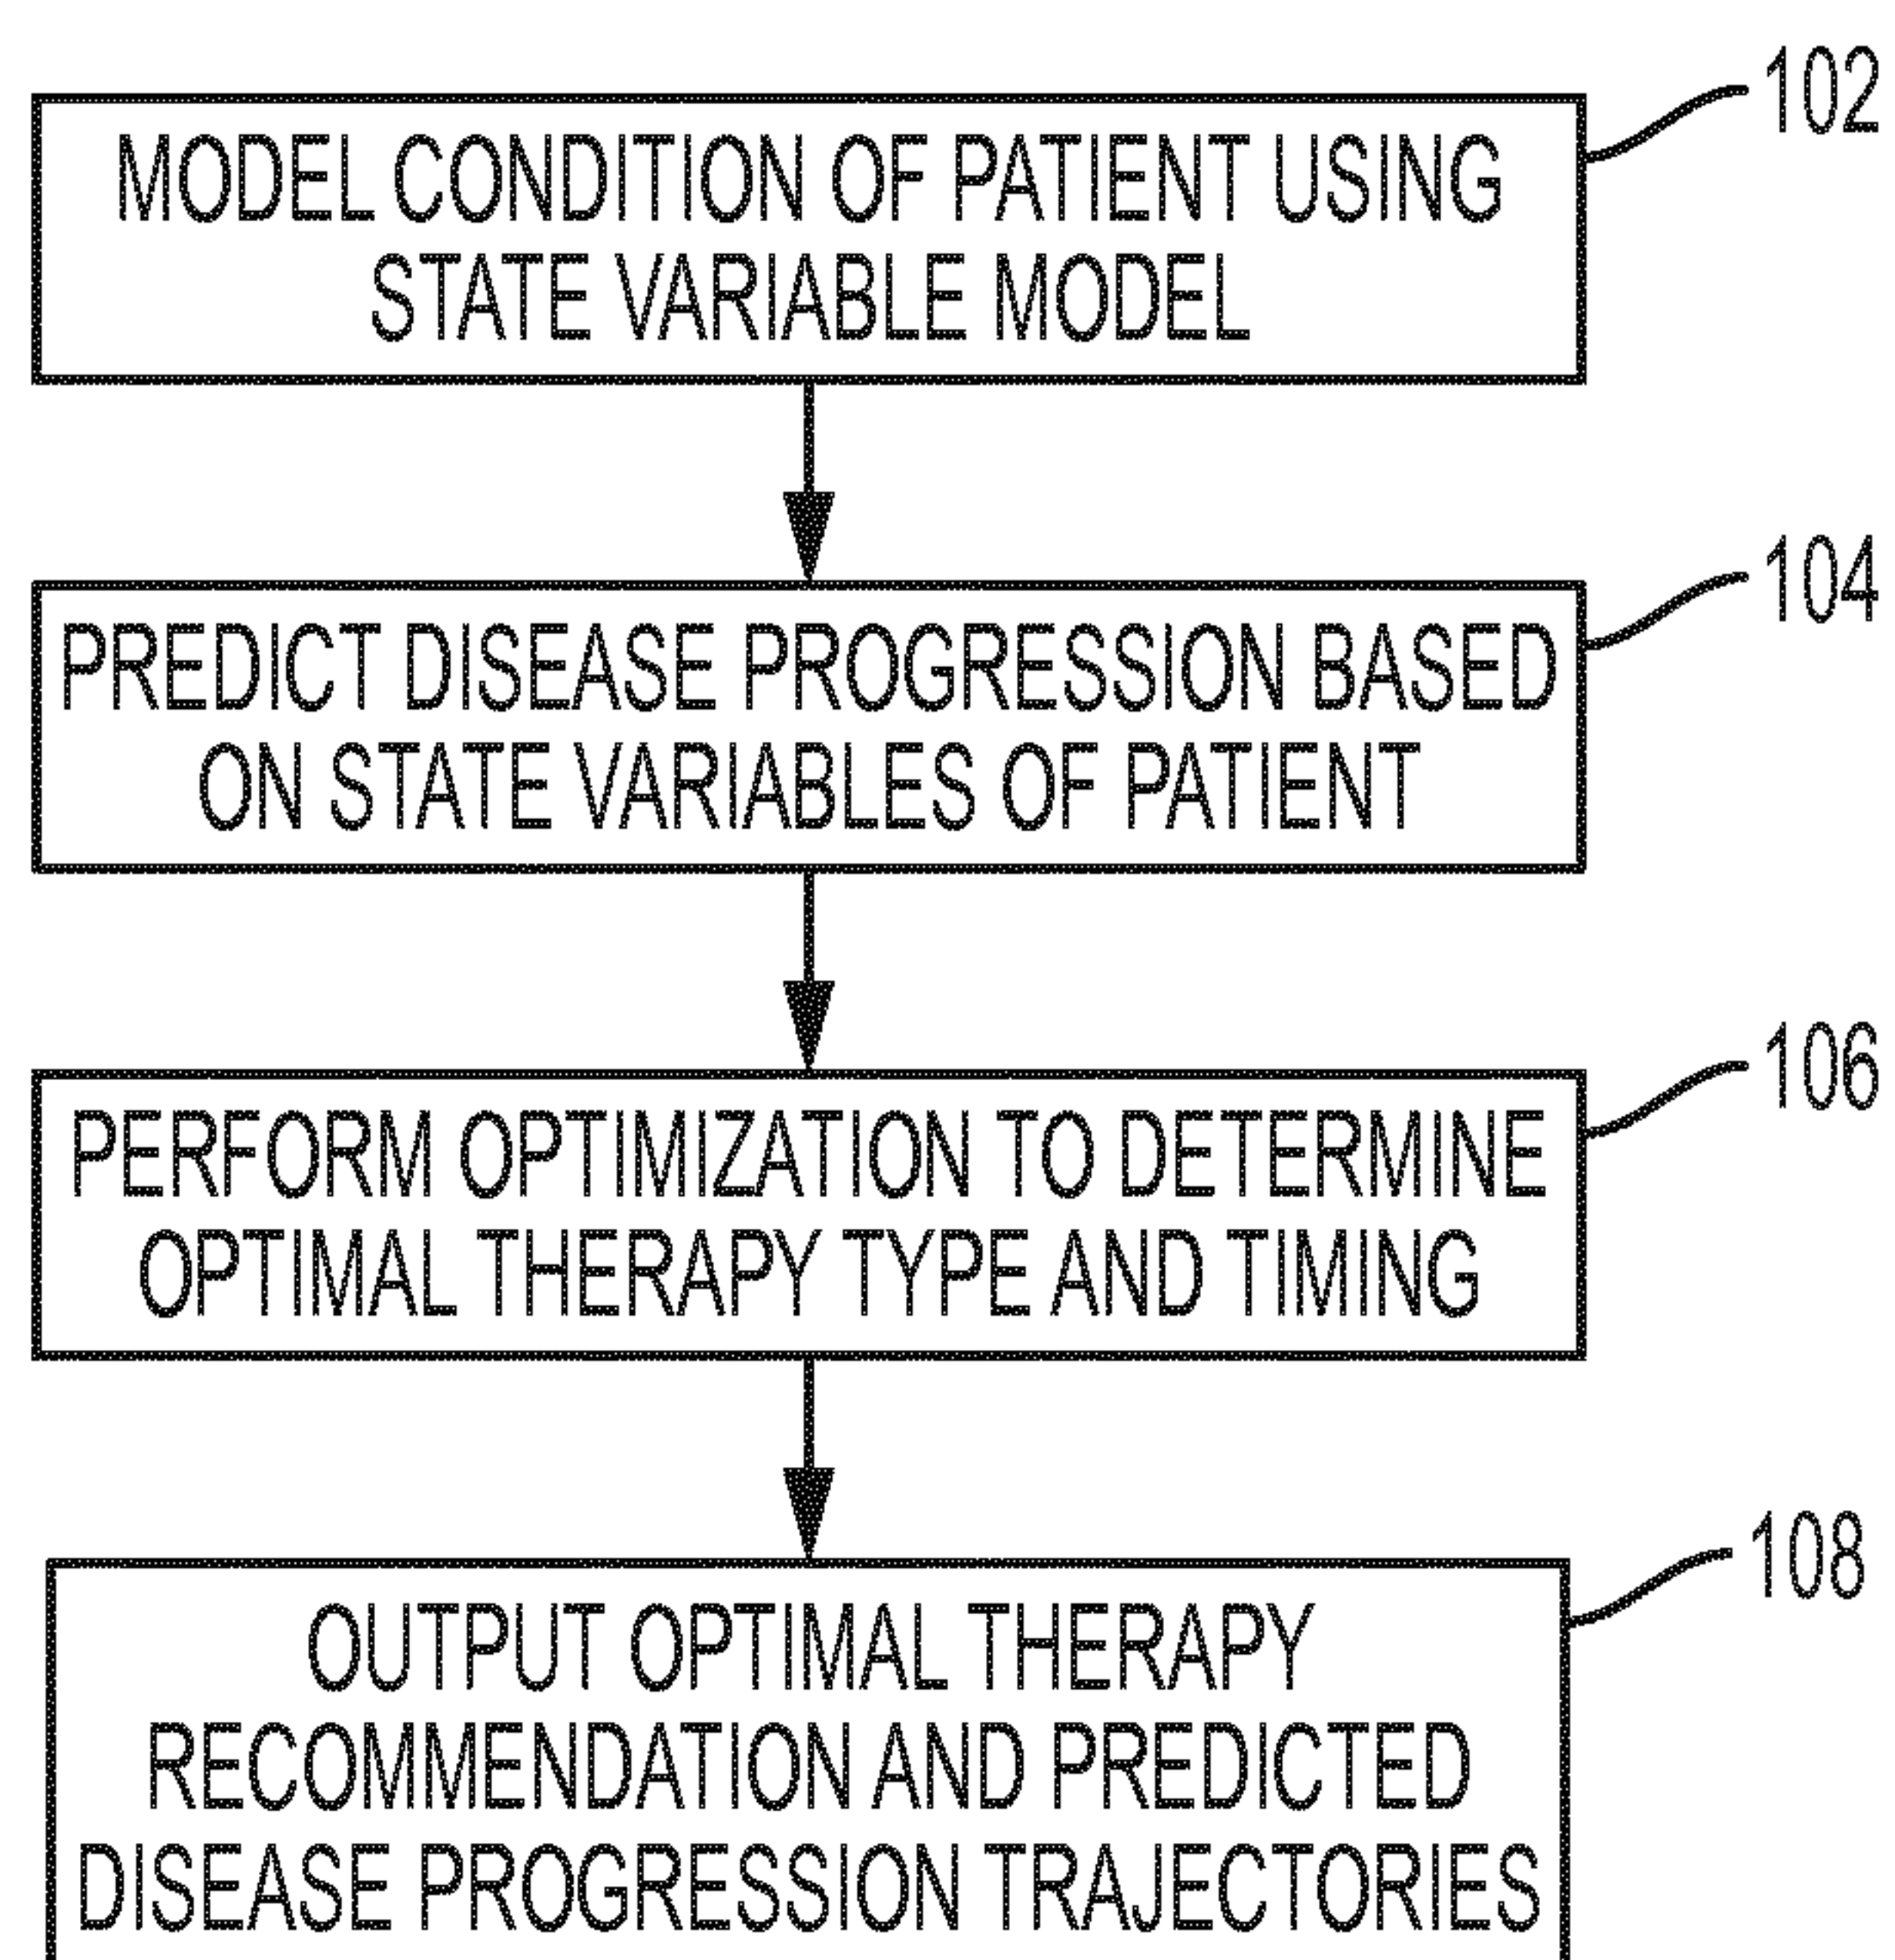 102
MODEL CONDITION OF PATIENT USING
STATE VARIABLE MODEL
104
PREDICT DISEASE PROGRESSION BASED
ON STATE VARIABLES OF PATIENT
106
PERFORM OPTIMIZATION TO DETERMINE
OPTIMAL THERAPY TYPE AND TIMING
108
OUTPUT OPTIMAL THERAPY
RECOMMENDATION AND PREDICTED
DISEASE PROGRESSION TRAJECTORIES